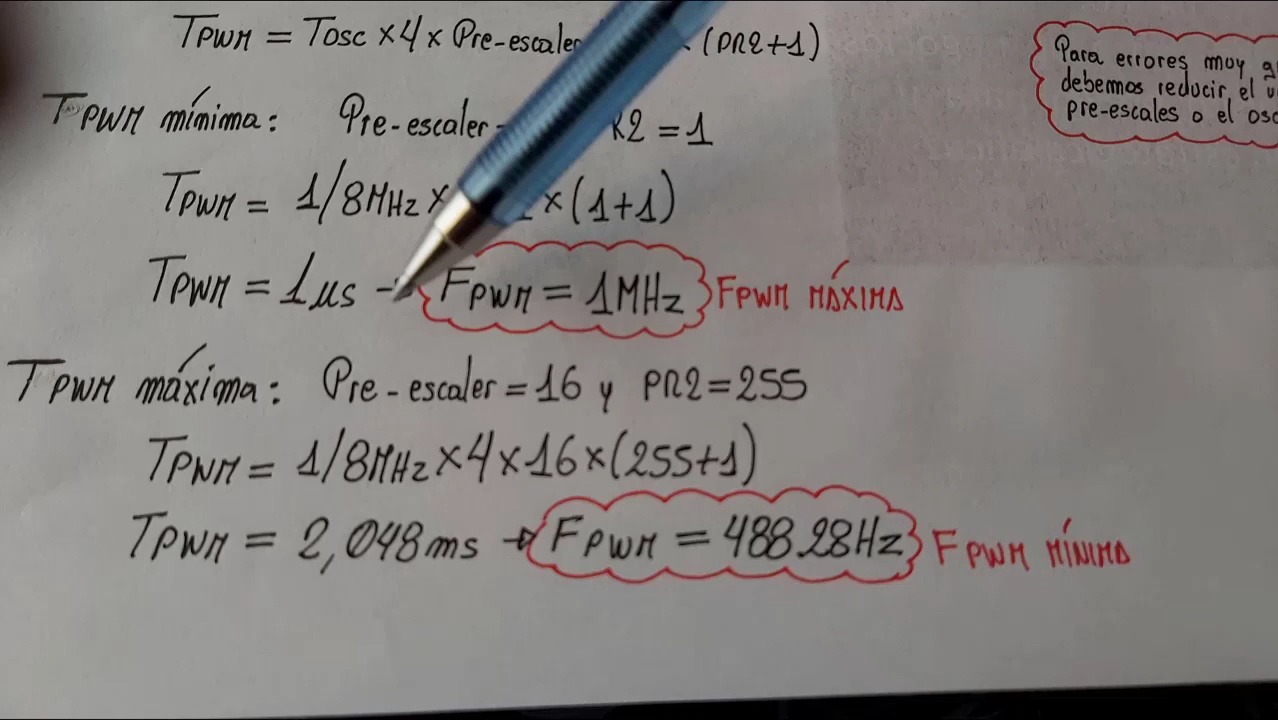 TPWM = Tosc × 4 × Pre-escaler × (PR2+1)
TPWM mínima: Pre-escaler R2 = 1
TPWM = 1/8MHz × × (1+1)
TPWM = 1μs → FPWM = 1MHz FPWM MÁXIMA
TPWM máxima: Pre-escaler = 16 y PR2 = 255
TPWM = 1/8MHz × 4 × 16 × (255+1)
TPWM = 2,048ms → FPWM = 488.28Hz FPWM MÍNIMA
Para errores muy
debemos reducir el
pre-escales o el